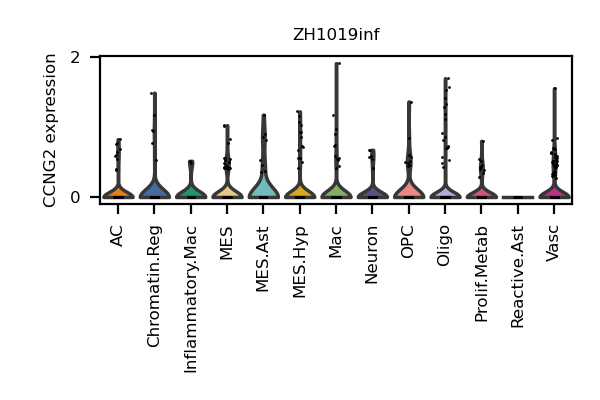 ZH1019inf
CCNG2 expression
2
0
AC
Chromatin.Reg
Inflammatory.Mac
MES
MES.Ast
MES.Hyp
Mac
Neuron
OPC
Oligo
Prolif.Metab
Reactive.Ast
Vasc